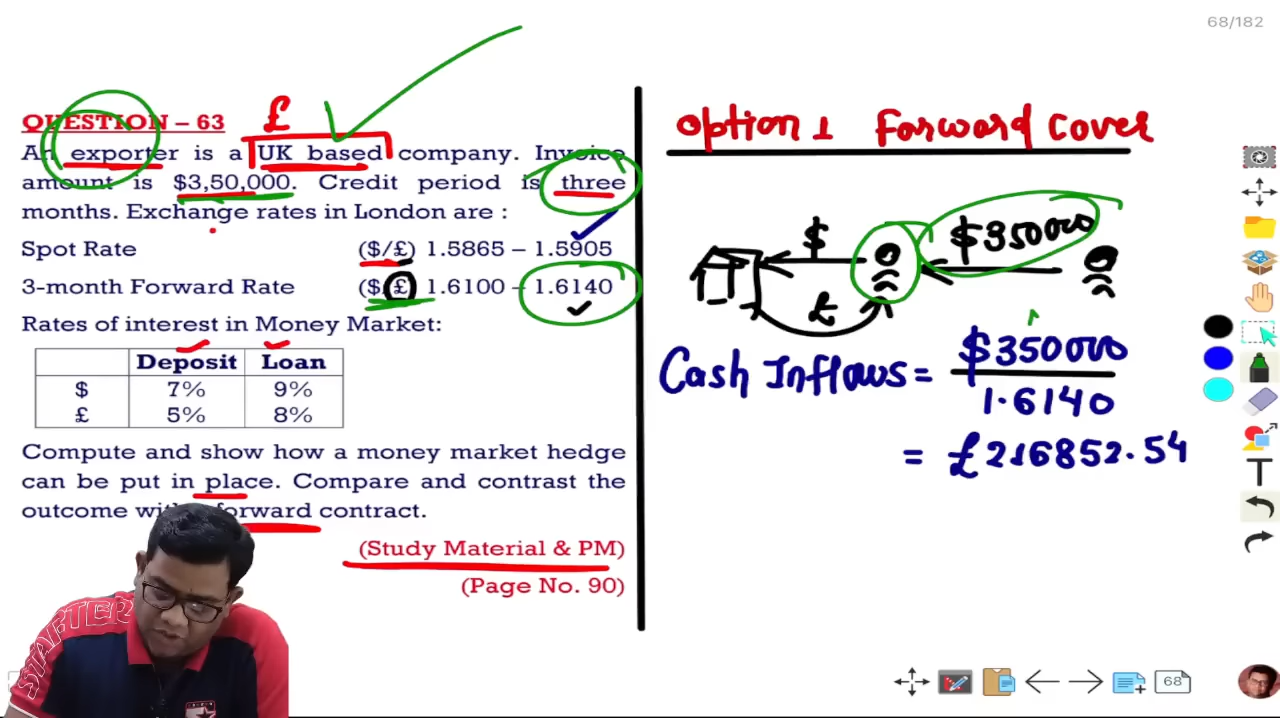 68/182
QUESTION – 63
£
An exporter is a UK based company. Invoice
amount is $3,50,000. Credit period is three
months. Exchange rates in London are :
Spot Rate ($/£) 1.5865 – 1.5905
3-month Forward Rate ($ £) 1.6100 – 1.6140
Rates of interest in Money Market:
Deposit Loan
$ 7% 9%
£ 5% 8%
Compute and show how a money market hedge
can be put in place. Compare and contrast the
outcome forward contract.
(Study Material & PM)
(Page No. 90)
STARTER
Option 1 Forward Cover
$ $350000
£
Cash Inflows = $350000
1.6140
= £216852.54
T
68